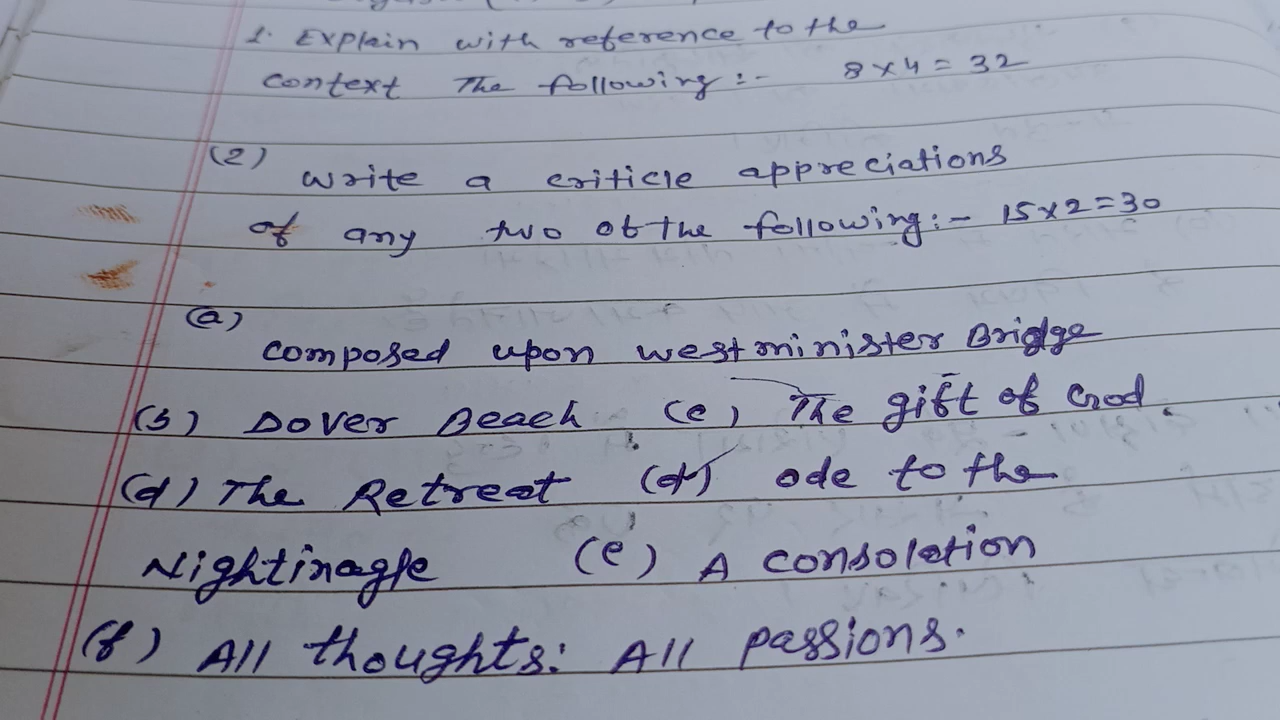 1. Explain with reference to the
context The following :- 8 x 4 = 32
(2) write a criticle appreciations
of any two of the following :- 15 x 2 = 30
(a) composed upon westminister Bridge
(b) Dover Beach (c) The gift of God
(d) The Retreat (d) ode to the
Nightinagle (e) A consolation
(f) All thoughts: All passions.